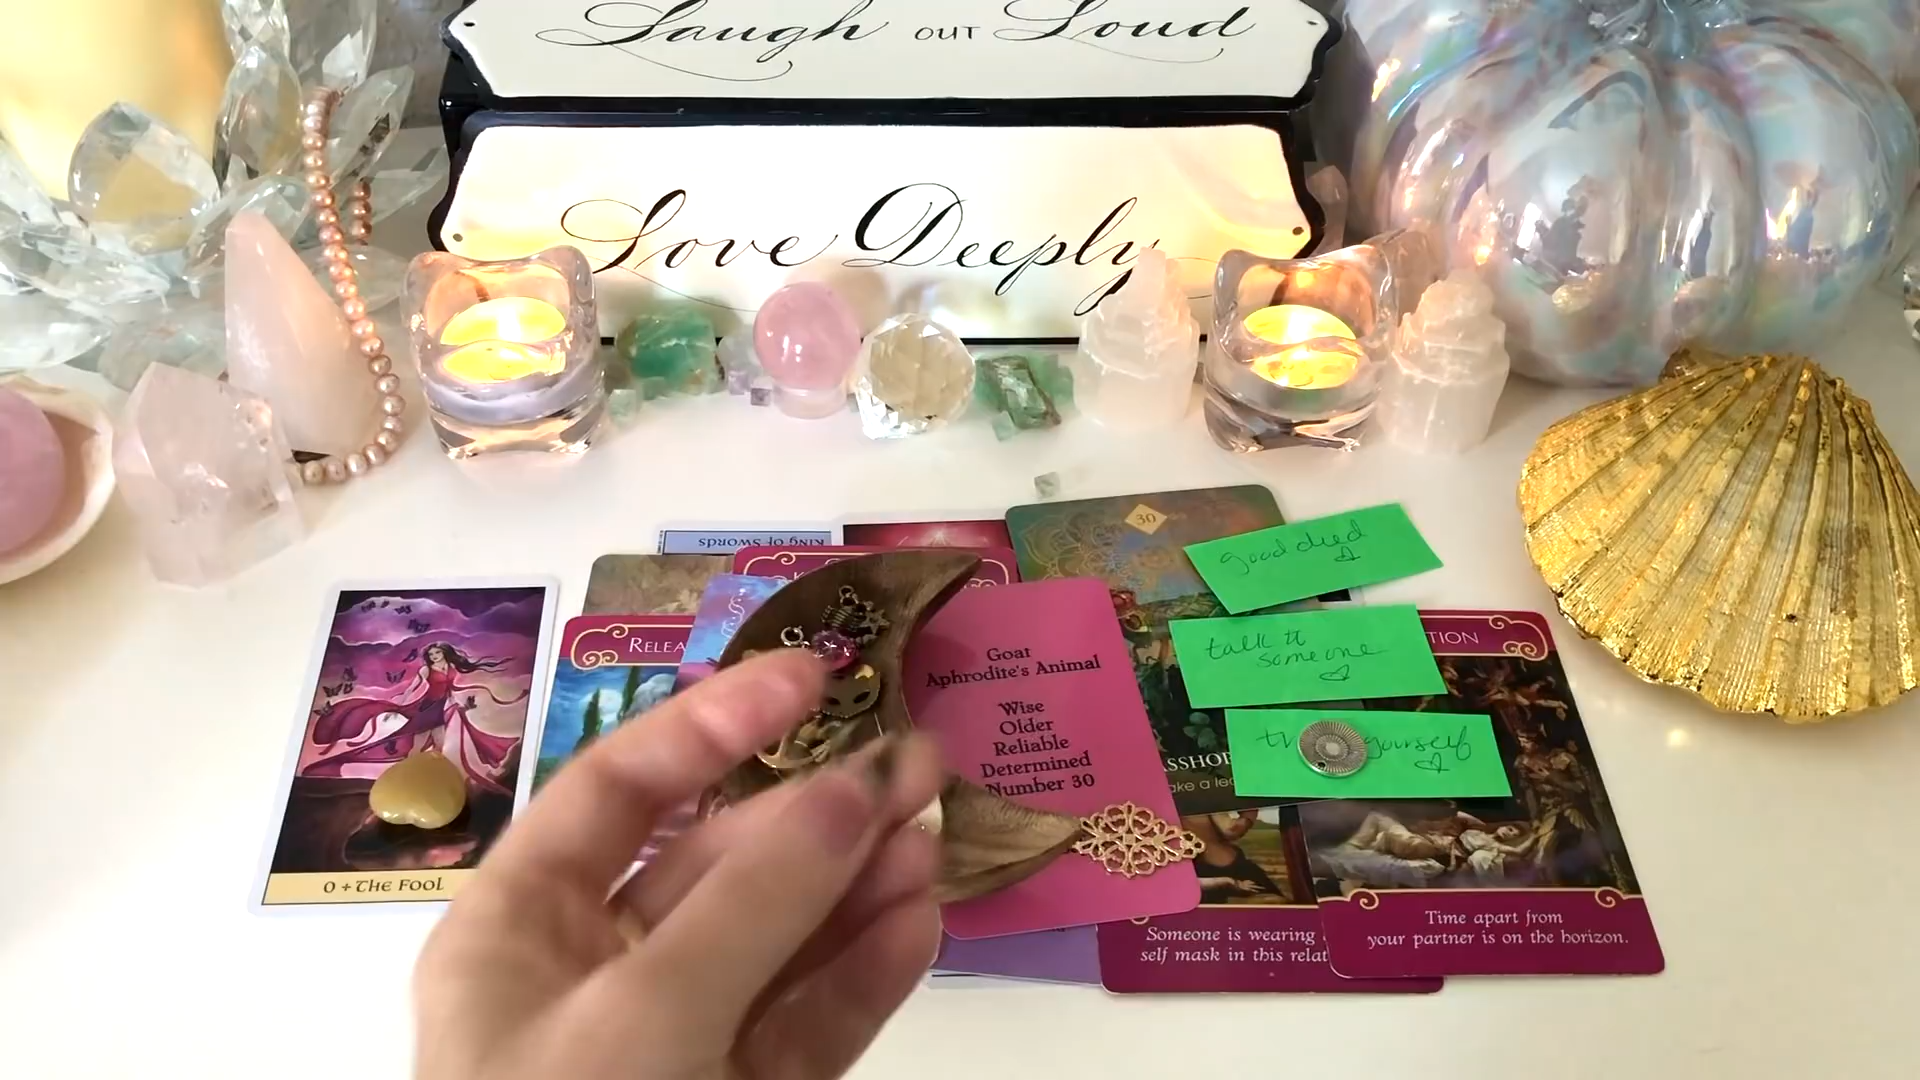 Laugh OUT Loud
Love Deeply
KING OF SWORDS
30
good deed
RELEA
TION
talk to
someone
Goat
Aphrodite's Animal
Wise
Older
Reliable
Determined
Number 30
yourself
0 + THE FOOL
Someone is wearing
self mask in this relat
Time apart from
your partner is on the horizon.